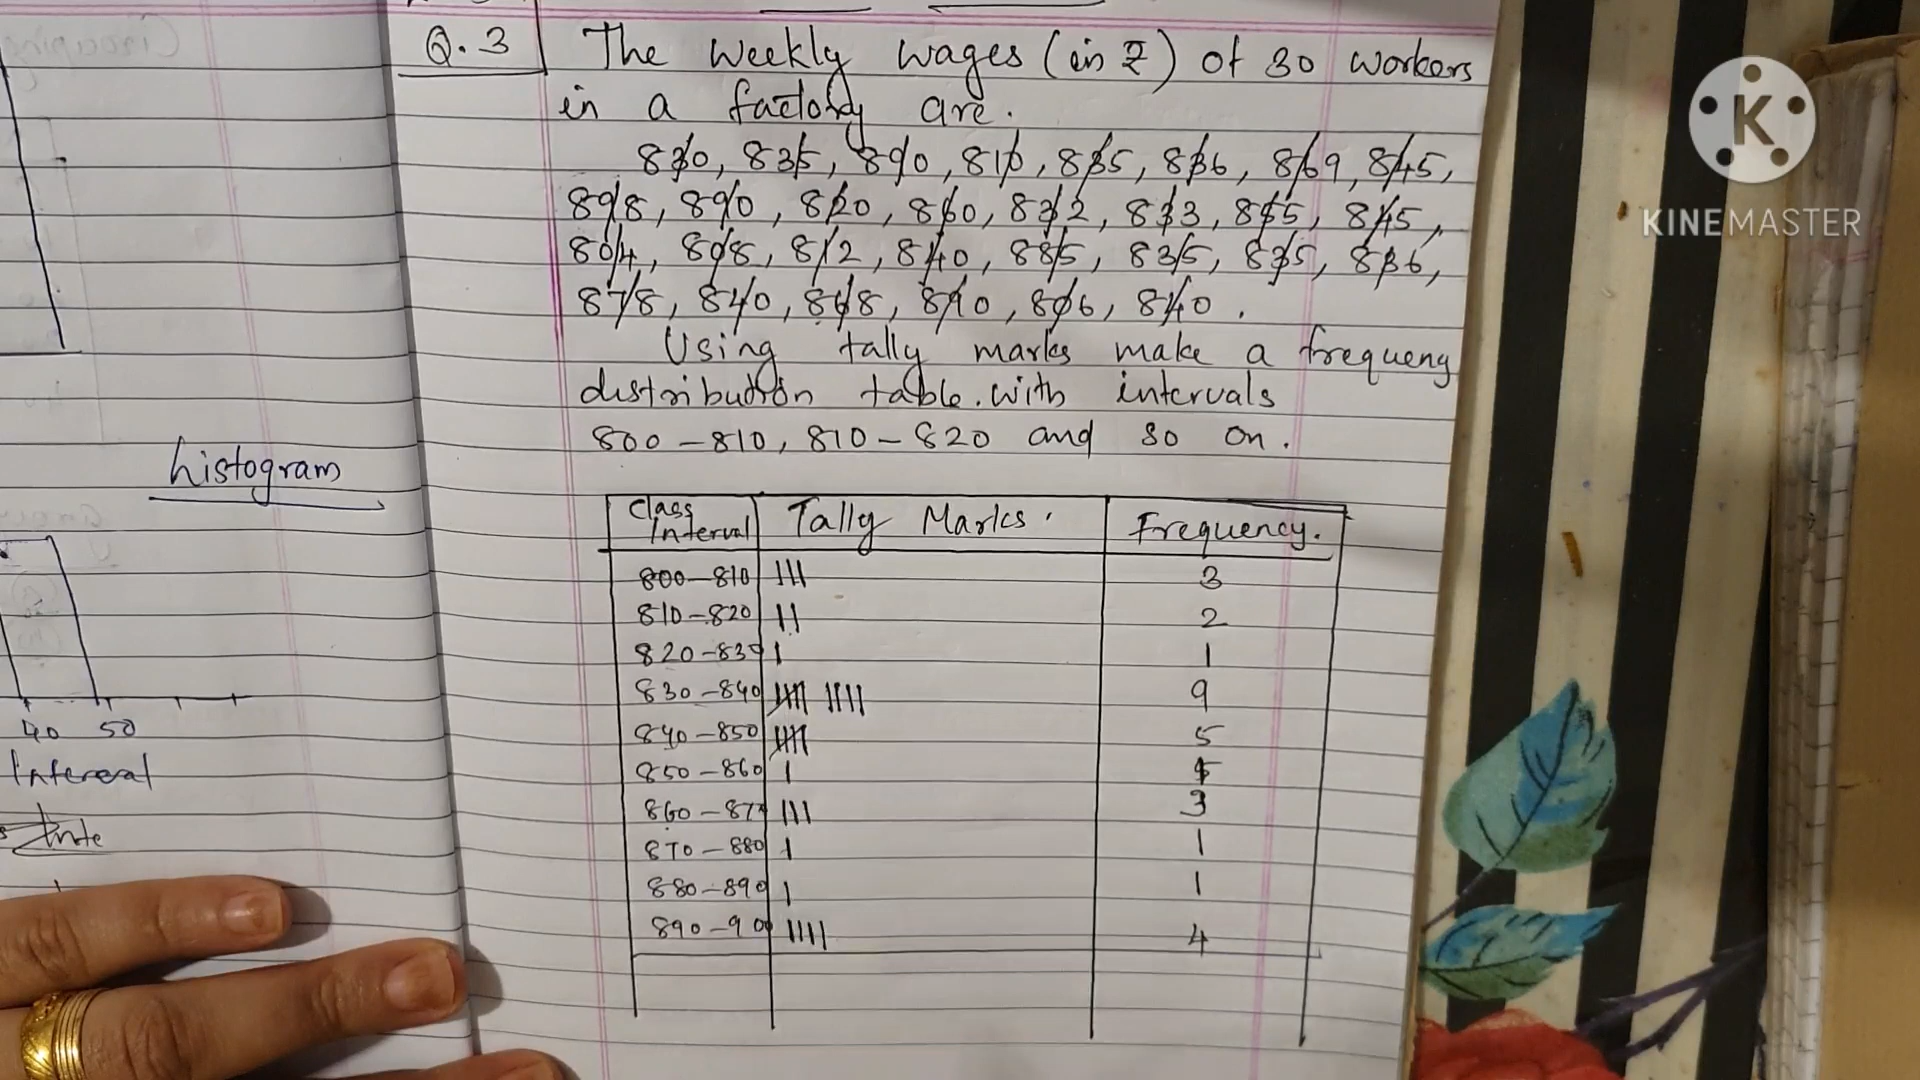 Q.3 The Weekly wages (in ₹) of 30 workers
in a factory are.
830, 835, 890, 810, 835, 836, 869, 845,
898, 890, 820, 860, 832, 833, 855, 845,
804, 808, 812, 840, 885, 835, 835, 836,
878, 840, 868, 890, 806, 840.
Using tally marks make a frequeny
distribution table. with intervals
800 – 810, 810 – 820 and so on.
histogram
Class Interval Tally Marks. Frequency.
800–810 ||| 3
810–820 || 2
820–830 | 1
830–840 |||| |||| 9
840–850 |||| 5
850–860 | 1
860–870 ||| 3
870–880 | 1
880–890 | 1
890–900 |||| 4
40 50
Interval
K
KINEMASTER